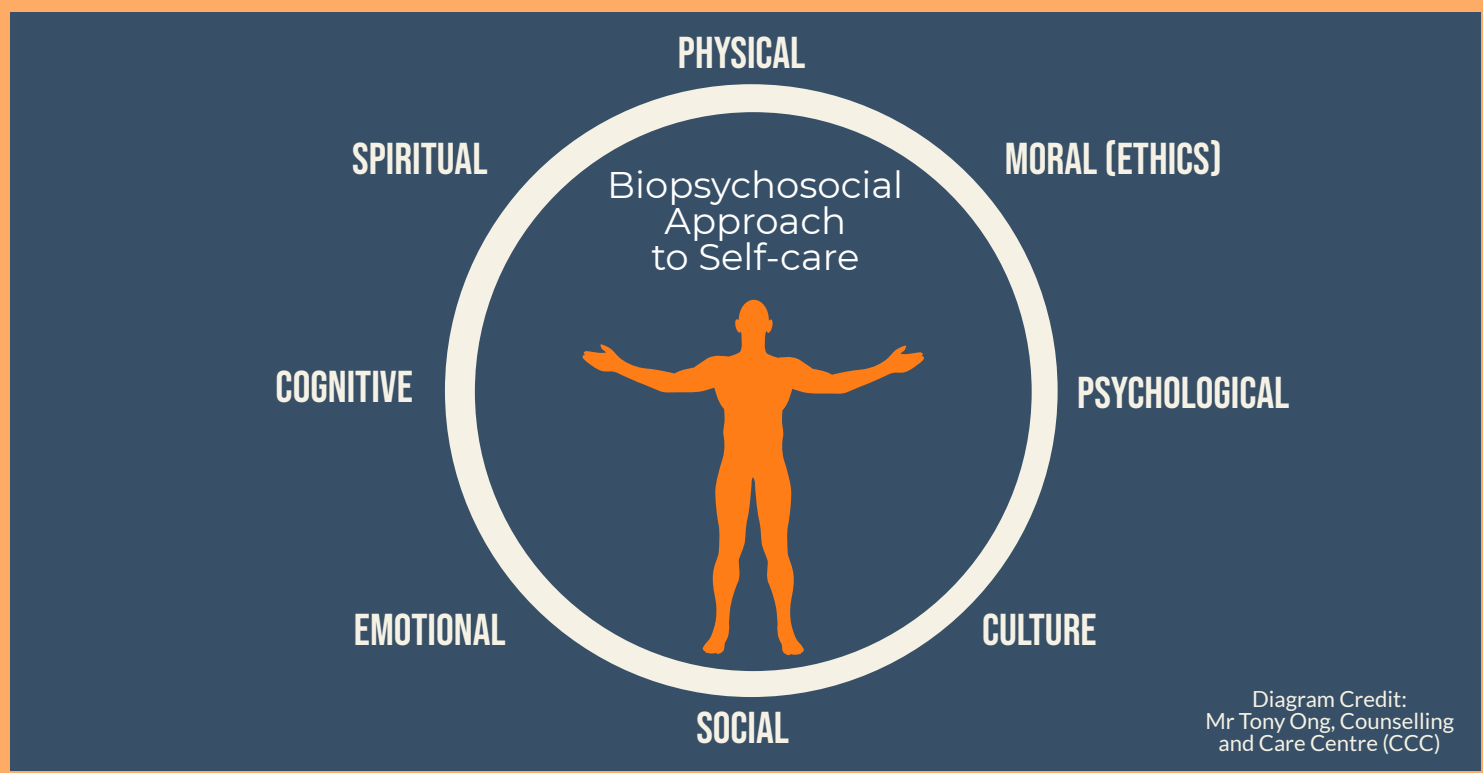 PHYSICAL
SPIRITUAL
MORAL (ETHICS)
Biopsychosocial
Approach
to Self-care
COGNITIVE
PSYCHOLOGICAL
EMOTIONAL
CULTURE
SOCIAL
Diagram Credit:
Mr Tony Ong, Counselling
and Care Centre (CCC)